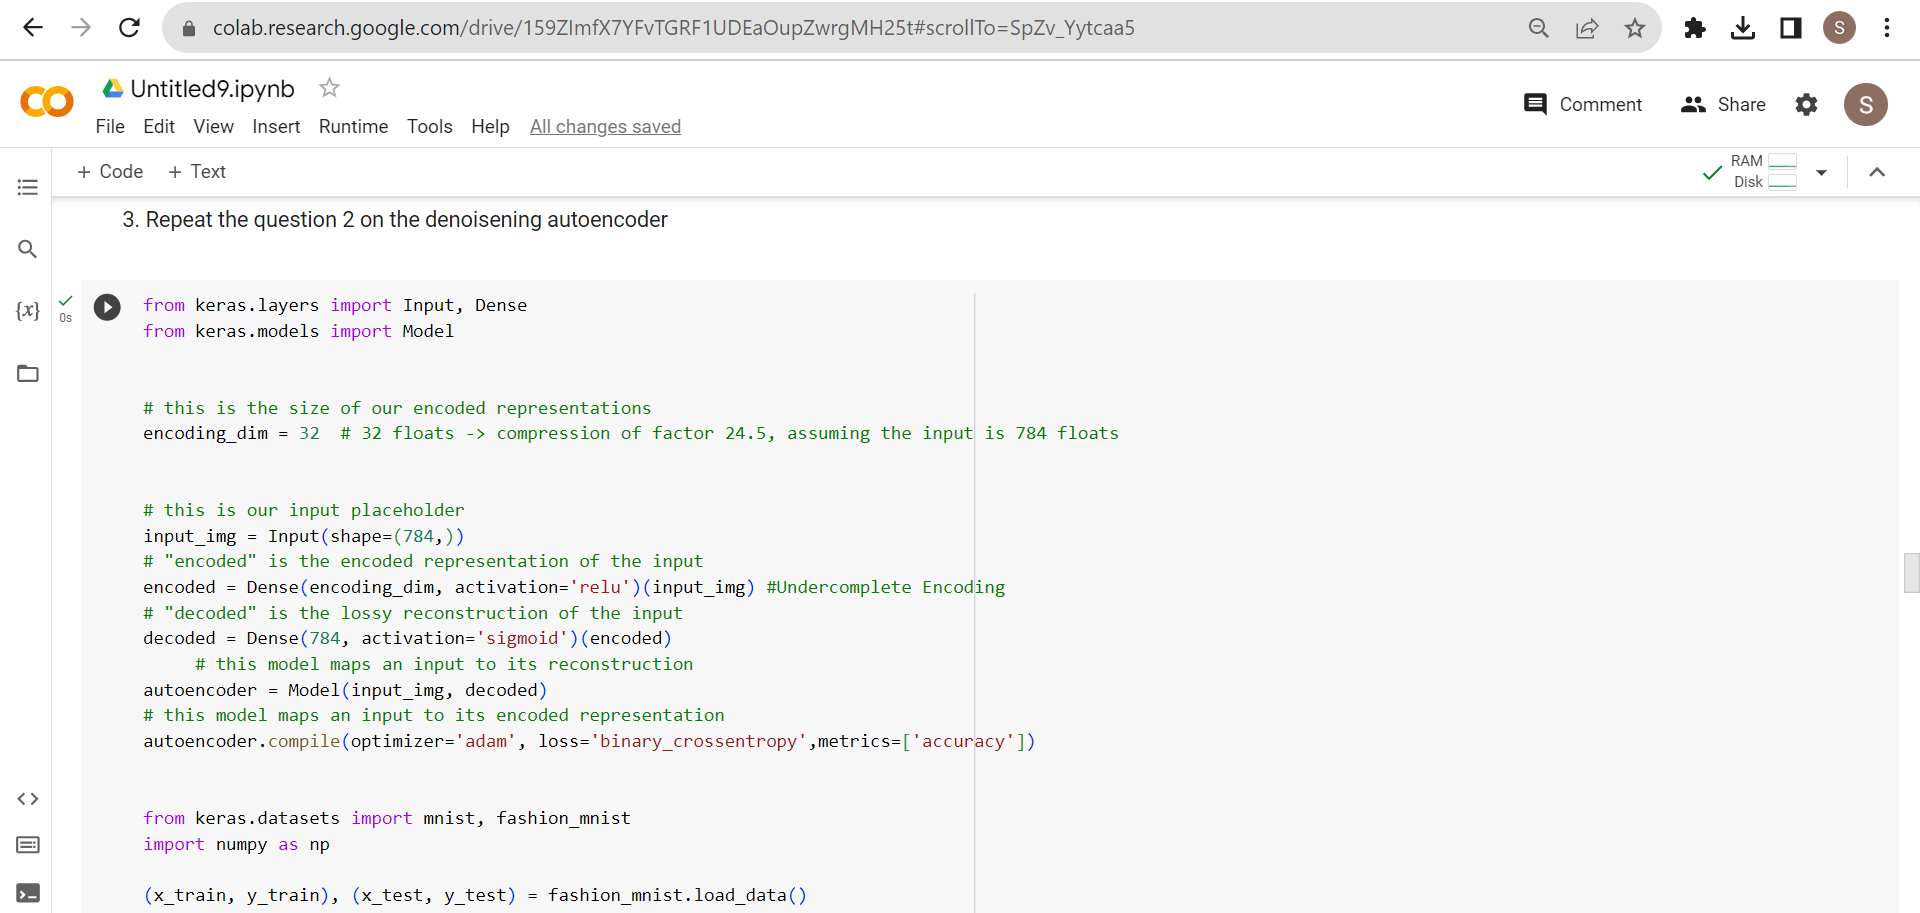 colab.research.google.com/drive/159ZImfX7YFvTGRF1UDEaOupZwrgMH25t#scrollTo=SpZv_Yytcaa5
S
Untitled9.ipynb
Comment
Share
S
File Edit View Insert Runtime Tools Help All changes saved
+ Code + Text
RAM
Disk
3. Repeat the question 2 on the denoisening autoencoder
{x}
0s
from keras.layers import Input, Dense
from keras.models import Model
# this is the size of our encoded representations
encoding_dim = 32  # 32 floats -> compression of factor 24.5, assuming the input is 784 floats
# this is our input placeholder
input_img = Input(shape=(784,))
# "encoded" is the encoded representation of the input
encoded = Dense(encoding_dim, activation='relu')(input_img) #Undercomplete Encoding
# "decoded" is the lossy reconstruction of the input
decoded = Dense(784, activation='sigmoid')(encoded)
     # this model maps an input to its reconstruction
autoencoder = Model(input_img, decoded)
# this model maps an input to its encoded representation
autoencoder.compile(optimizer='adam', loss='binary_crossentropy',metrics=['accuracy'])
from keras.datasets import mnist, fashion_mnist
import numpy as np
(x_train, y_train), (x_test, y_test) = fashion_mnist.load_data()